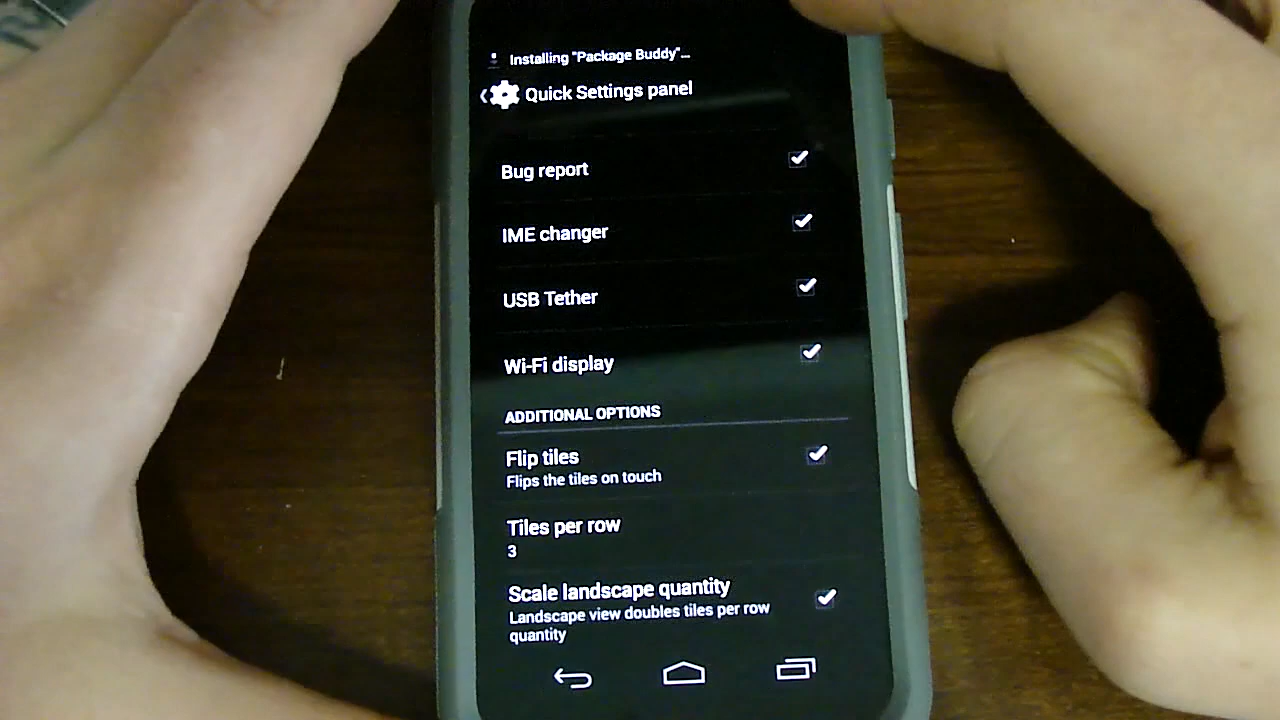 Installing "Package Buddy"...
Quick Settings panel
Bug report
IME changer
USB Tether
Wi-Fi display
ADDITIONAL OPTIONS
Flip tiles
Flips the tiles on touch
Tiles per row
3
Scale landscape quantity
Landscape view doubles tiles per row
quantity